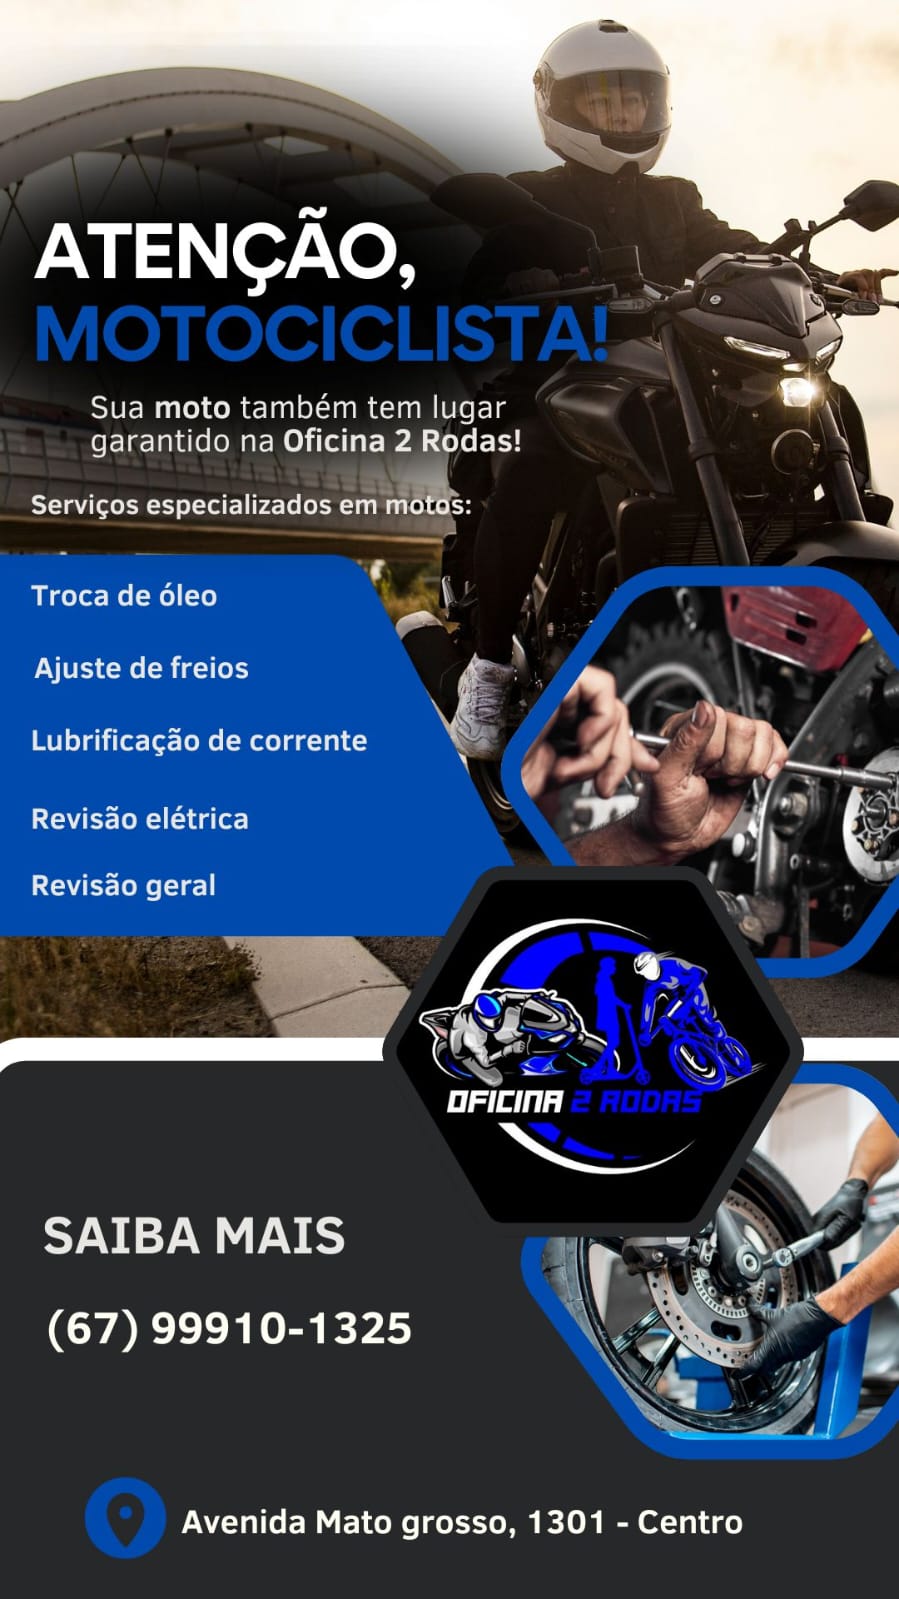 ATENÇÃO,
MOTOCICLISTA!
Sua moto também tem lugar
garantido na Oficina 2 Rodas!
Serviços especializados em motos:
Troca de óleo
Ajuste de freios
Lubrificação de corrente
Revisão elétrica
Revisão geral
OFICINA 2 RODAS
SAIBA MAIS
(67) 99910-1325
Avenida Mato grosso, 1301 - Centro